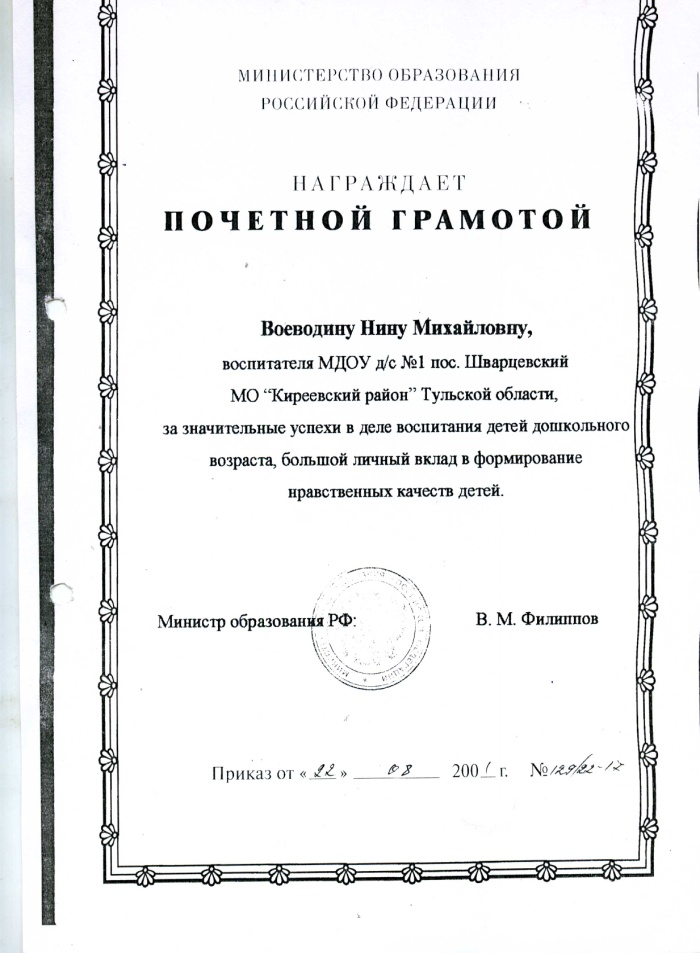 МИНИСТЕРСТВО ОБРАЗОВАНИЯ
РОССИЙСКОЙ ФЕДЕРАЦИИ
НАГРАЖДАЕТ
ПОЧЕТНОЙ ГРАМОТОЙ
Воеводину Нину Михайловну,
воспитателя МДОУ д/с №1 пос. Шварцевский
МО “Киреевский район” Тульской области,
за значительные успехи в деле воспитания детей дошкольного
возраста, большой личный вклад в формирование
нравственных качеств детей.
Министр образования РФ: В. М. Филиппов
Приказ от «22» 08 2001 г. № 129/22-17